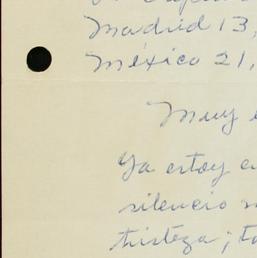 Madrid 13,
México 21,
Muy
Ya estoy
silencio
tristeza;